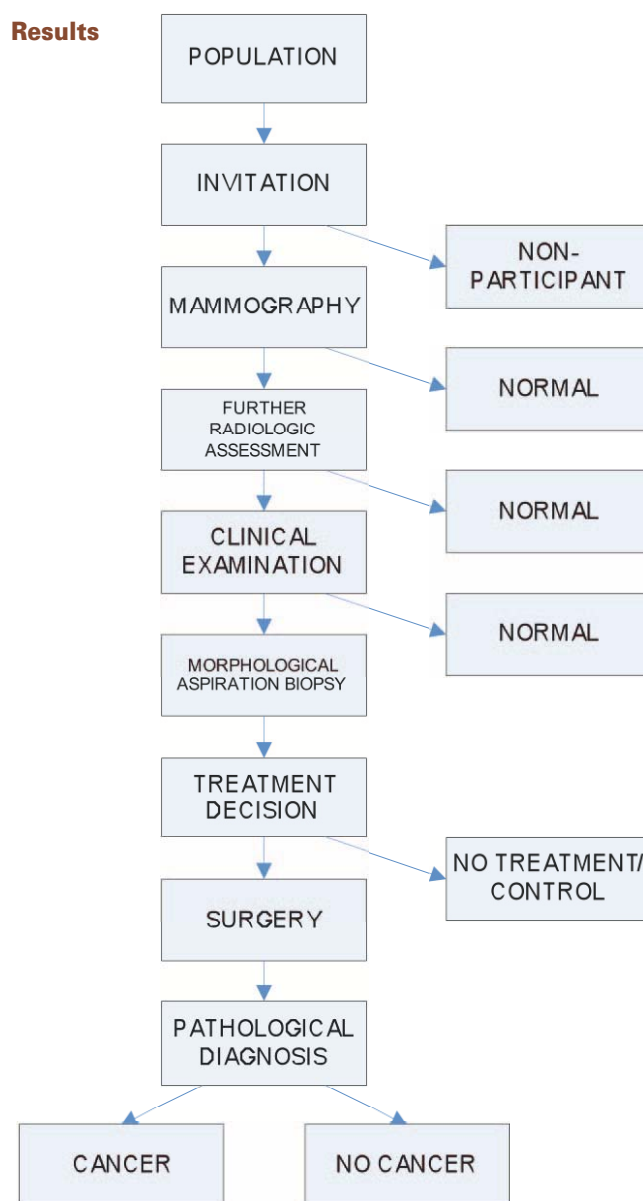 Results
POPULATION
INVITATION
NON-
PARTICIPANT
MAMMOGRAPHY
NORMAL
FURTHER
RADIOLOGIC
ASSESSMENT
NORMAL
CLINICAL
EXAMINATION
NORMAL
MORPHOLOGICAL
ASPIRATION BIOPSY
TREATMENT
DECISION
NO TREATMENT/
CONTROL
SURGERY
PATHOLOGICAL
DIAGNOSIS
CANCER
NO CANCER